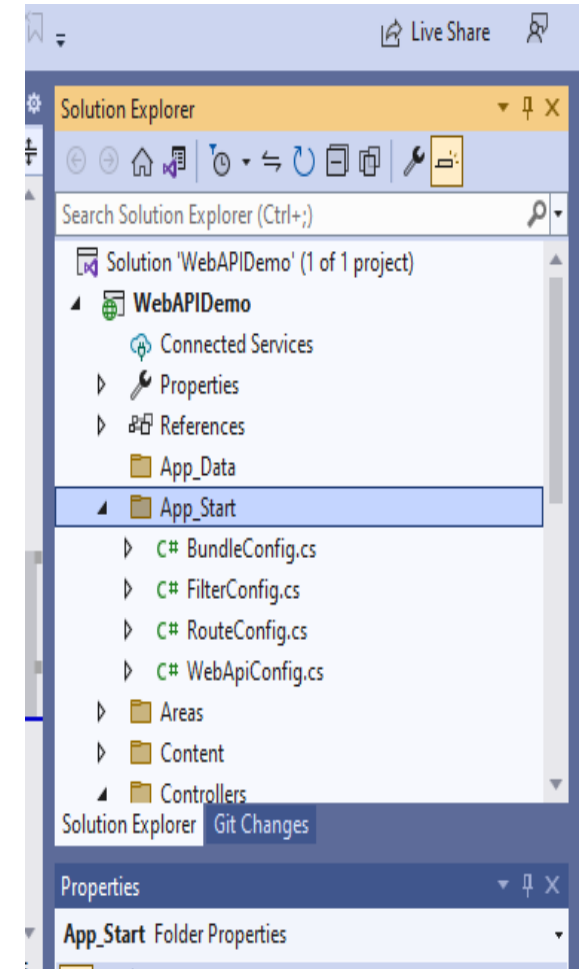 Live Share
Solution Explorer
Search Solution Explorer (Ctrl+;)
Solution 'WebAPIDemo' (1 of 1 project)
WebAPIDemo
Connected Services
Properties
References
App_Data
App_Start
C# BundleConfig.cs
C# FilterConfig.cs
C# RouteConfig.cs
C# WebApiConfig.cs
Areas
Content
Controllers
Solution Explorer Git Changes
Properties
App_Start Folder Properties